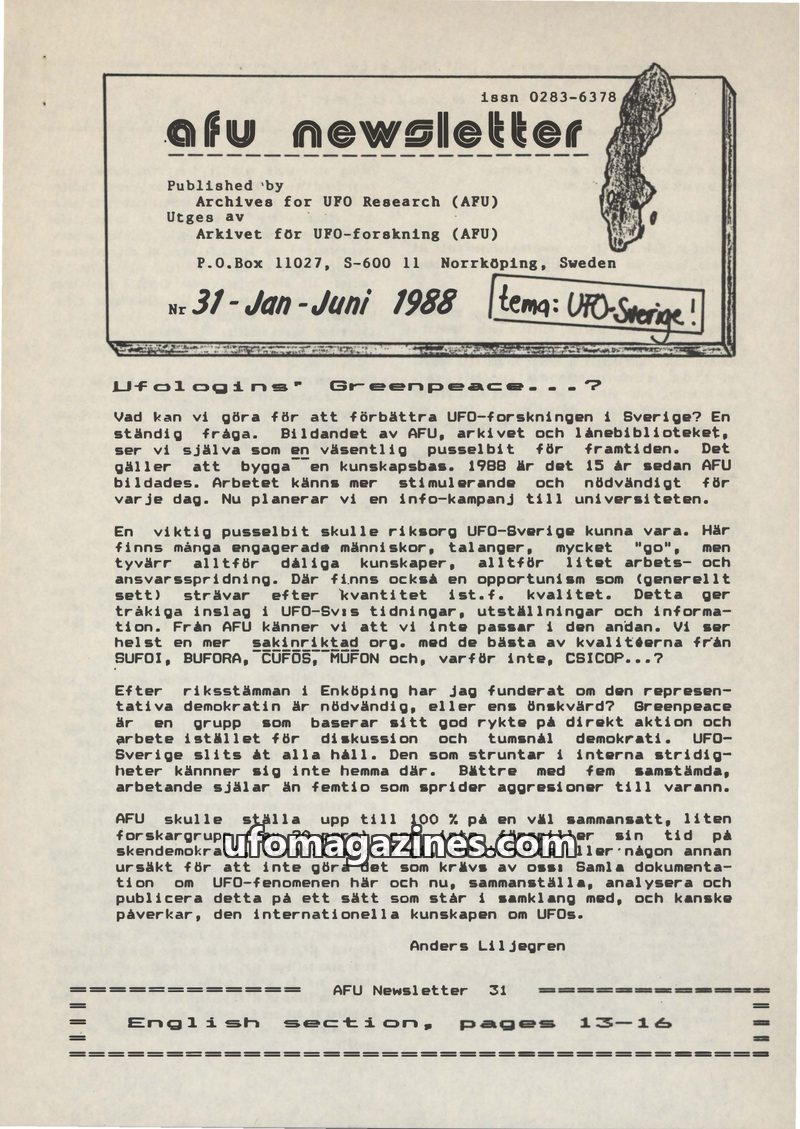 issn 0283-6378
afu newsletter
Published by
Archives for UFO Research (AFU)
Utges av
Arkivet för UFO-forskning (AFU)
P.O.Box 11027, S-600 11 Norrköping, Sweden
Nr 31 - Jan - Juni 1988
tema: UFO-Sverige!
Ufologins" Greenpeace...?
Vad kan vi göra för att förbättra UFO-forskningen i Sverige? En
ständig fråga. Bildandet av AFU, arkivet och lånebiblioteket,
ser vi själva som en väsentlig pusselbit för framtiden. Det
gäller att bygga en kunskapsbas. 1988 är det 15 år sedan AFU
bildades. Arbetet känns mer stimulerande och nödvändigt för
varje dag. Nu planerar vi en info-kampanj till universiteten.
En viktig pusselbit skulle riksorg UFO-Sverige kunna vara. Här
finns många engagerade människor, talanger, mycket "go", men
tyvärr alltför dåliga kunskaper, alltför litet arbets- och
ansvarsspridning. Där finns också en opportunism som (generellt
sett) strävar efter kvantitet ist.f. kvalitet. Detta ger
tråkiga inslag i UFO-Sv:s tidningar, utställningar och informa-
tion. Från AFU känner vi att vi inte passar i den andan. Vi ser
helst en mer sakinriktad org. med de bästa av kvalitéerna från
SUFOI, BUFORA, CUFOS, MUFON och, varför inte, CSICOP...?
Efter riksstämman i Enköping har jag funderat om den represen-
tativa demokratin är nödvändig, eller ens önskvärd? Greenpeace
är en grupp som baserar sitt god rykte på direkt aktion och
arbete istället för diskussion och tumsnål demokrati. UFO-
Sverige slits åt alla håll. Den som struntar i interna stridig-
heter kännner sig inte hemma där. Bättre med fem samstämda,
arbetande själar än femtio som sprider aggresioner till varann.
AFU skulle ställa upp till 100 % på en väl sammansatt, liten
forskargrupp sin tid på
ufomagazines.com
någon annan
ursäkt för att inte göra det som krävs av oss: Samla dokumenta-
tion om UFO-fenomenen här och nu, sammanställa, analysera och
publicera detta på ett sätt som står i samklang med, och kanske
påverkar, den internationella kunskapen om UFOs.
Anders Liljegren
AFU Newsletter 31
English section, pages 13-16